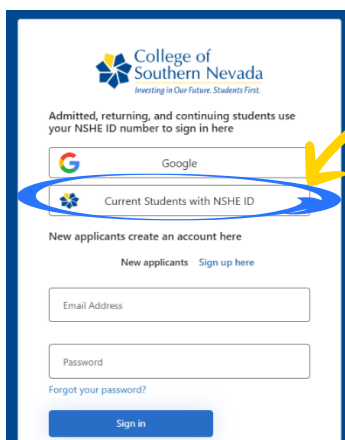 College of
Southern Nevada
Investing in Our Future. Students First.
Admitted, returning, and continuing students use
your NSHE ID number to sign in here
Google
Current Students with NSHE ID
New applicants create an account here
New applicants Sign up here
Email Address
Password
Forgot your password?
Sign in